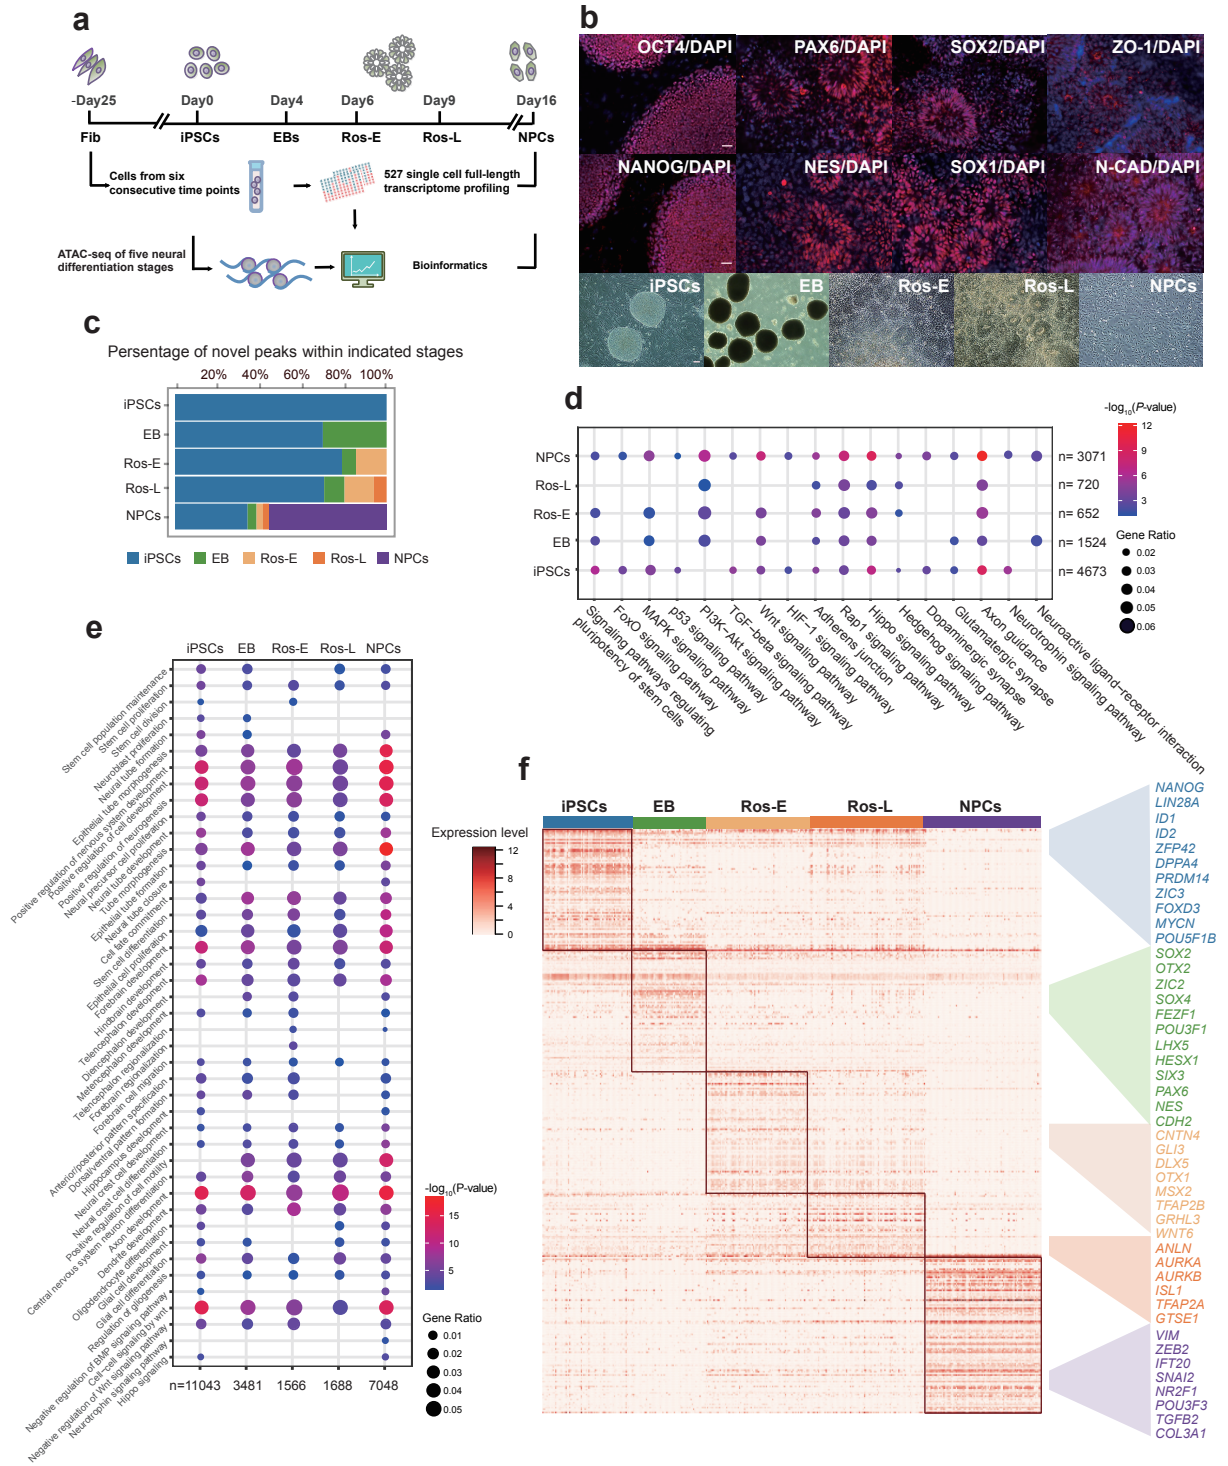 a
-Day25 Day0 Day4 Day6 Day9 Day16
Fib iPSCs EBs Ros-E Ros-L NPCs
Cells from six
consecutive time points
527 single cell full-length
transcriptome profiling
ATAC-seq of five neural
differentiation stages
Bioinformatics
b
OCT4/DAPI PAX6/DAPI SOX2/DAPI ZO-1/DAPI
NANOG/DAPI NES/DAPI SOX1/DAPI N-CAD/DAPI
iPSCs EB Ros-E Ros-L NPCs
c
Percentage of novel peaks within indicated stages
20% 40% 60% 80% 100%
iPSCs
EB
Ros-E
Ros-L
NPCs
iPSCs EB Ros-E Ros-L NPCs
d
NPCs n= 3071
Ros-L n= 720
Ros-E n= 652
EB n= 1524
iPSCs n= 4673
Signaling pathways regulating
pluripotency of stem cells
FoxO signaling pathway
MAPK signaling pathway
p53 signaling pathway
PI3K-Akt signaling pathway
TGF-beta signaling pathway
Wnt signaling pathway
HIF-1 signaling pathway
Adherens junction
Rap1 signaling pathway
Hippo signaling pathway
Hedgehog signaling pathway
Dopaminergic synapse
Glutamatergic synapse
Axon guidance
Neurotrophin signaling pathway
Neuroactive ligand-receptor interaction
-log10(P-value)
12
9
6
3
Gene Ratio
0.02
0.03
0.04
0.05
0.06
e
iPSCs EB Ros-E Ros-L NPCs
Stem cell population maintenance
Stem cell proliferation
Stem cell division
Neuroblast proliferation
Neural tube formation
Epithelial tube morphogenesis
Positive regulation of nervous system development
Positive regulation of cell development
Positive regulation of neurogenesis
Neural precursor cell proliferation
Neural tube development
Tube morphogenesis
Epithelial tube formation
Neural tube closure
Cell fate commitment
Stem cell differentiation
Epithelial cell proliferation
Forebrain development
Hindbrain development
Telencephalon development
Diencephalon development
Metencephalon development
Telencephalon regionalization
Forebrain regionalization
Forebrain cell migration
Anterior/posterior pattern specification
Dorsal/ventral pattern formation
Hippocampus development
Neural crest cell development
Neural crest cell differentiation
Positive regulation of cell motility
Central nervous system neuron differentiation
Axon development
Dendrite development
Oligodendrocyte differentiation
Glial cell development
Glial cell differentiation
Regulation of gliogenesis
Negative regulation of BMP signaling pathway
Cell-cell signaling by wnt
Negative regulation of Wnt signaling pathway
Neurotrophin signaling pathway
Hippo signaling
n=11043 3481 1566 1688 7048
-log10(P-value)
15
10
5
Gene Ratio
0.01
0.02
0.03
0.04
0.05
f
iPSCs EB Ros-E Ros-L NPCs
Expression level
12
10
8
6
4
2
0
NANOG
LIN28A
ID1
ID2
ZFP42
DPPA4
PRDM14
ZIC3
FOXD3
MYCN
POU5F1B
SOX2
OTX2
ZIC2
SOX4
FEZF1
POU3F1
LHX5
HESX1
SIX3
PAX6
NES
CDH2
CNTN4
GLI3
DLX5
OTX1
MSX2
TFAP2B
GRHL3
WNT6
ANLN
AURKA
AURKB
ISL1
TFAP2A
GTSE1
VIM
ZEB2
IFT20
SNAI2
NR2F1
POU3F3
TGFB2
COL3A1